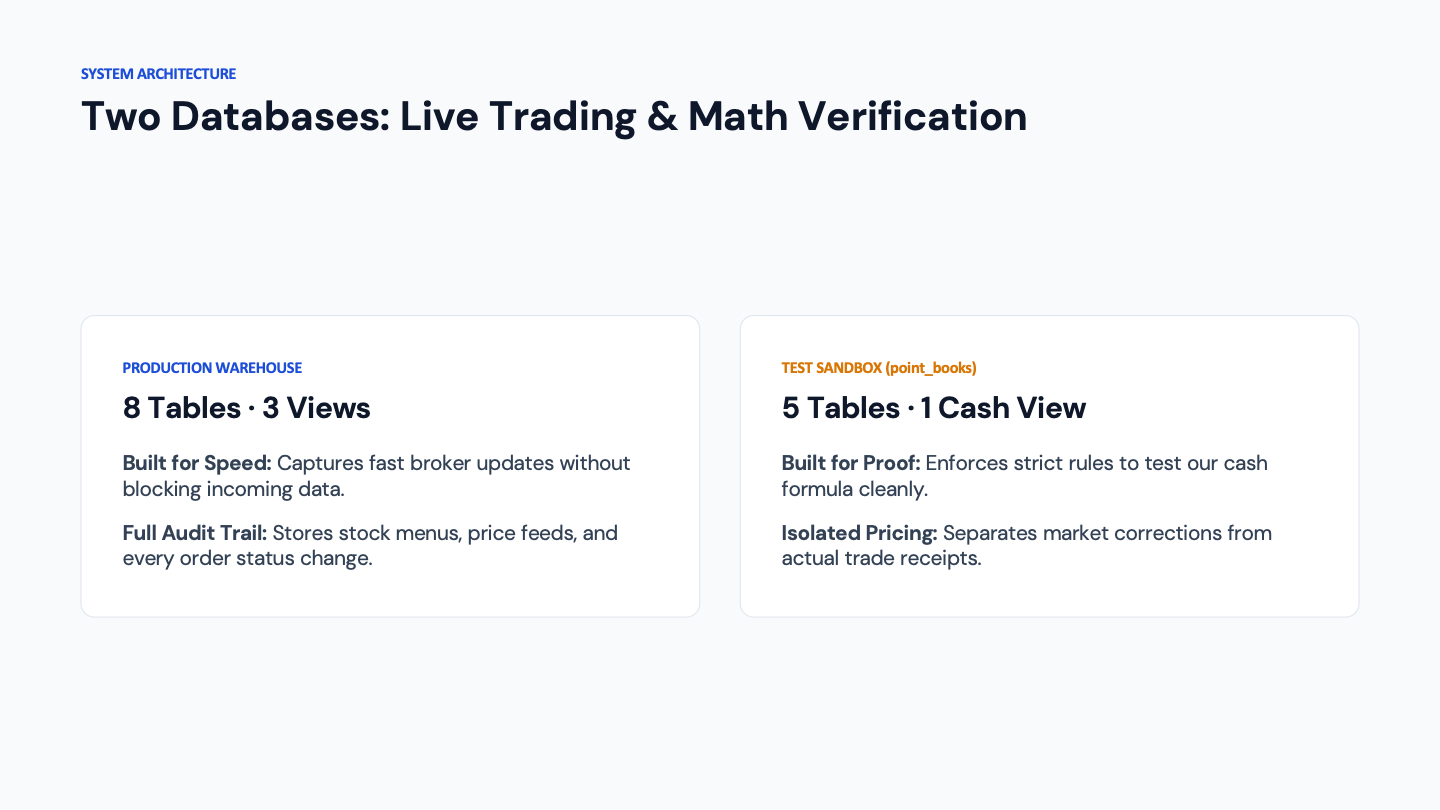 SYSTEM ARCHITECTURE
Two Databases: Live Trading & Math Verification
PRODUCTION WAREHOUSE
8 Tables · 3 Views
Built for Speed: Captures fast broker updates without
blocking incoming data.
Full Audit Trail: Stores stock menus, price feeds, and
every order status change.
TEST SANDBOX (point_books)
5 Tables · 1 Cash View
Built for Proof: Enforces strict rules to test our cash
formula cleanly.
Isolated Pricing: Separates market corrections from
actual trade receipts.